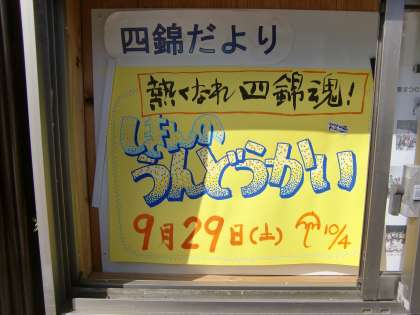 四錦だより
熱くなれ 四錦魂!
しきんの
うんどうかい
9月29日(土) 10/4